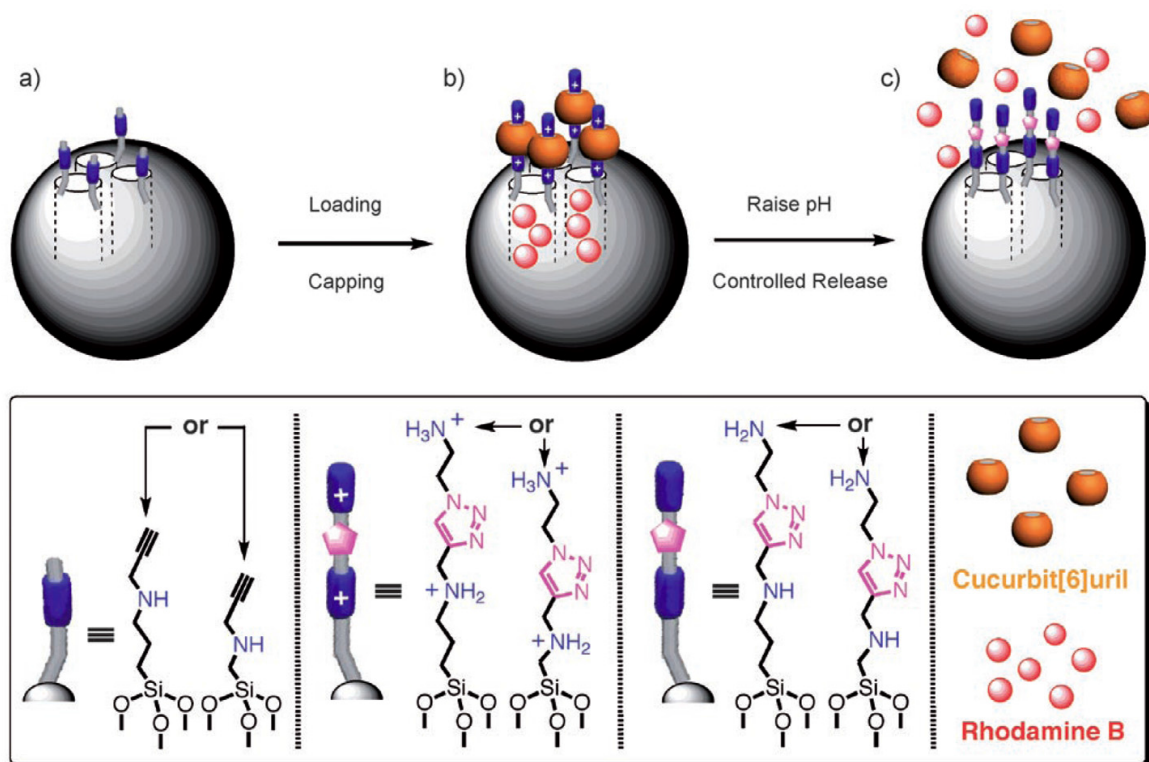 a)
b)
c)
Loading
Capping
Raise pH
Controlled Release
+ + + + + + + +
or
NH
NH
Si
O O O
Si
O O O
+
+
or
H₃N⁺
H₃N⁺
N N N
N N N
⁺NH₂
⁺NH₂
Si
O O O
Si
O O O
or
H₂N
H₂N
N N N
N N N
NH
NH
Si
O O O
Si
O O O
Cucurbit[6]uril
Rhodamine B